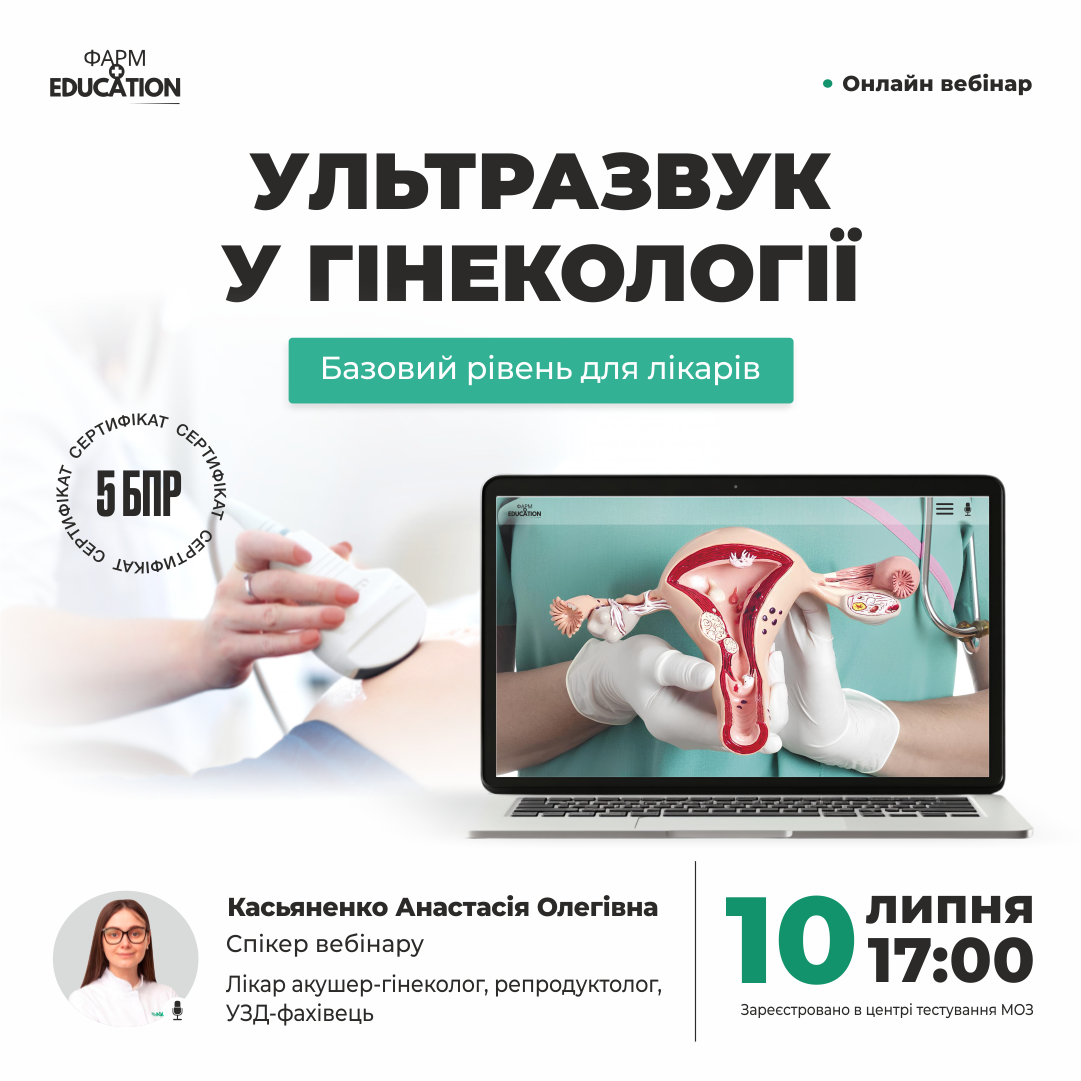 ФАРМ
EDUCATION
Онлайн вебінар
УЛЬТРАЗВУК
У ГІНЕКОЛОГІЇ
Базовий рівень для лікарів
СЕРТИФІКАТ СЕРТИФІКАТ СЕРТИФІКАТ СЕРТИФІКАТ
5 БПР
ФАРМ
EDUCATION
Касьяненко Анастасія Олегівна
Спікер вебінару
Лікар акушер-гінеколог, репродуктолог,
УЗД-фахівець
10 ЛИПНЯ
17:00
Зареєстровано в центрі тестування МОЗ